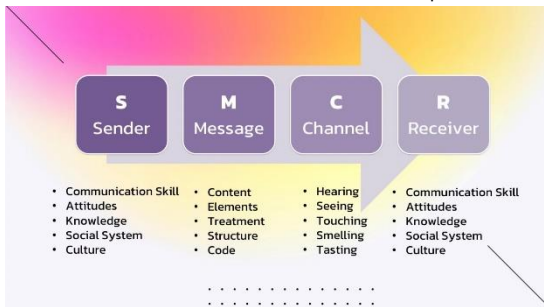 S
Sender
M
Message
C
Channel
R
Receiver
• Communication Skill
• Attitudes
• Knowledge
• Social System
• Culture
• Content
• Elements
• Treatment
• Structure
• Code
• Hearing
• Seeing
• Touching
• Smelling
• Tasting
• Communication Skill
• Attitudes
• Knowledge
• Social System
• Culture